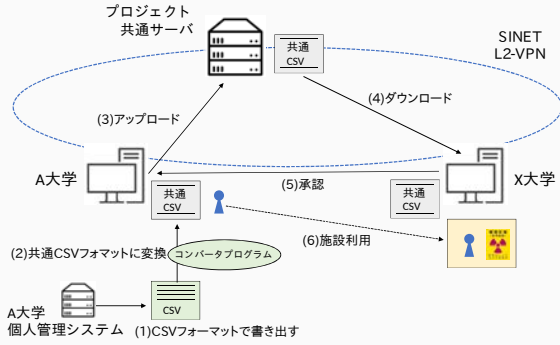 プロジェクト
共通サーバ
共通
CSV
SINET
L2-VPN
(3)アップロード
(4)ダウンロード
A大学
X大学
(5)承認
共通
CSV
共通
CSV
(2)共通CSVフォマットに変換
コンバータプログラム
(6)施設利用
A大学
個人管理システム
CSV
(1)CSVフォーマットで書き出す